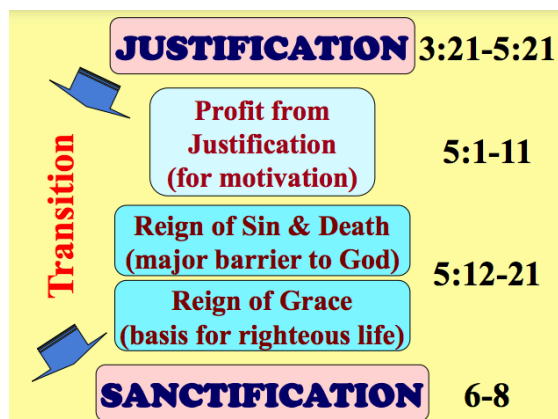 JUSTIFICATION 3:21-5:21
Profit from
Justification
(for motivation)
5:1-11
Transition
Reign of Sin & Death
(major barrier to God)
5:12-21
Reign of Grace
(basis for righteous life)
SANCTIFICATION 6-8